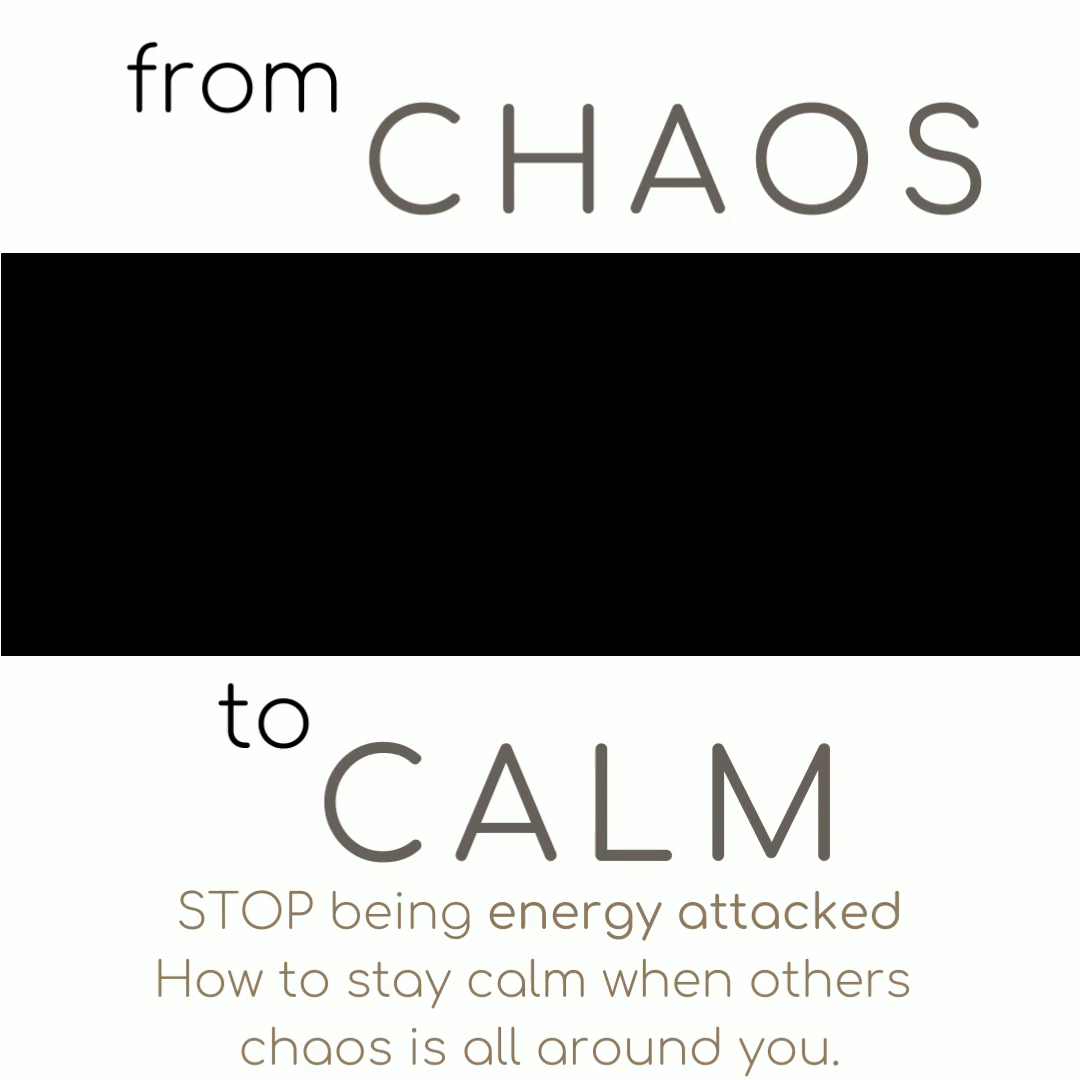 from
CHAOS
to
CALM
STOP being energy attacked
How to stay calm when others
chaos is all around you.